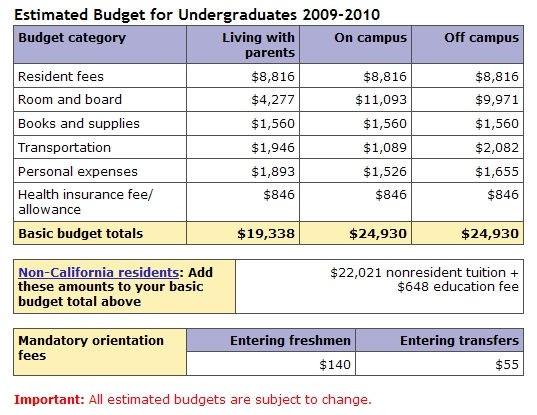 Estimated Budget for Undergraduates 2009-2010
Budget category Living with parents On campus Off campus
Resident fees $8,816 $8,816 $8,816
Room and board $4,277 $11,093 $9,971
Books and supplies $1,560 $1,560 $1,560
Transportation $1,946 $1,089 $2,082
Personal expenses $1,893 $1,526 $1,655
Health insurance fee/ allowance $846 $846 $846
Basic budget totals $19,338 $24,930 $24,930
Non-California residents: Add
these amounts to your basic
budget total above
$22,021 nonresident tuition +
$648 education fee
Mandatory orientation fees
Entering freshmen Entering transfers
$140 $55
Important: All estimated budgets are subject to change.